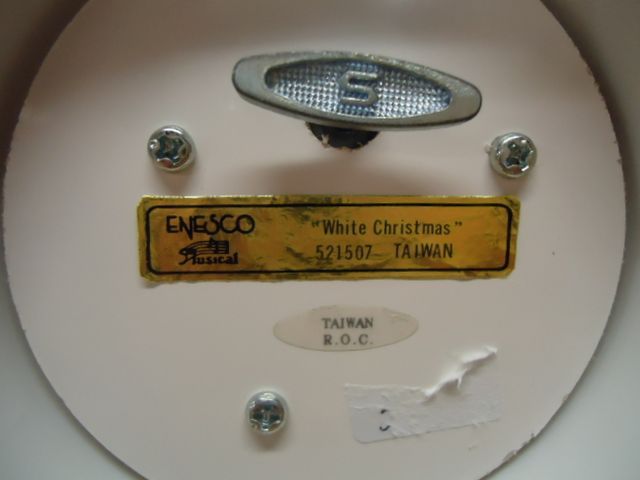 S
ENESCO
Musical
"White Christmas"
521507 TAIWAN
TAIWAN
R.O.C.